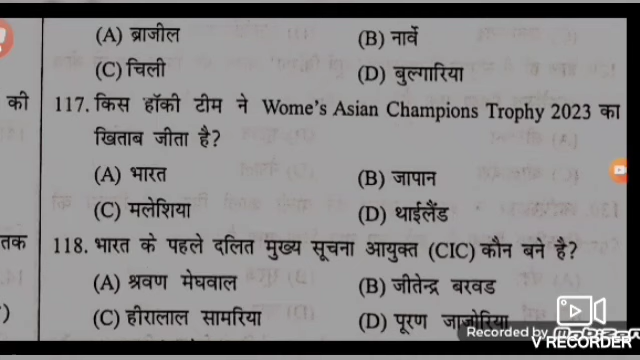 (A) ब्राजील (B) नार्वे
(C) चिली (D) बुल्गारिया
की
117. किस हॉकी टीम ने Wome's Asian Champions Trophy 2023 का
खिताब जीता है?
(A) भारत (B) जापान
(C) मलेशिया (D) थाईलैंड
तक
118. भारत के पहले दलित मुख्य सूचना आयुक्त (CIC) कौन बने है?
(A) श्रवण मेघवाल (B) जीतेन्द्र बरवड
(C) हीरालाल सामरिया (D) पूरण जाजोरिया
)
Recorded by
V RECORDER